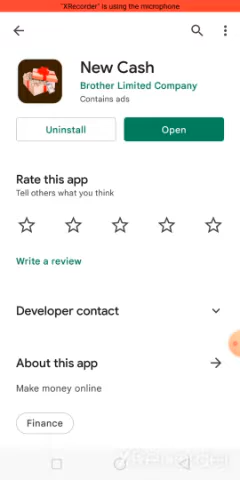 "XRecorder" is using the microphone
New Cash
Brother Limited Company
Contains ads
Uninstall
Open
Rate this app
Tell others what you think
Write a review
Developer contact
About this app
Make money online
Finance
XRecorder